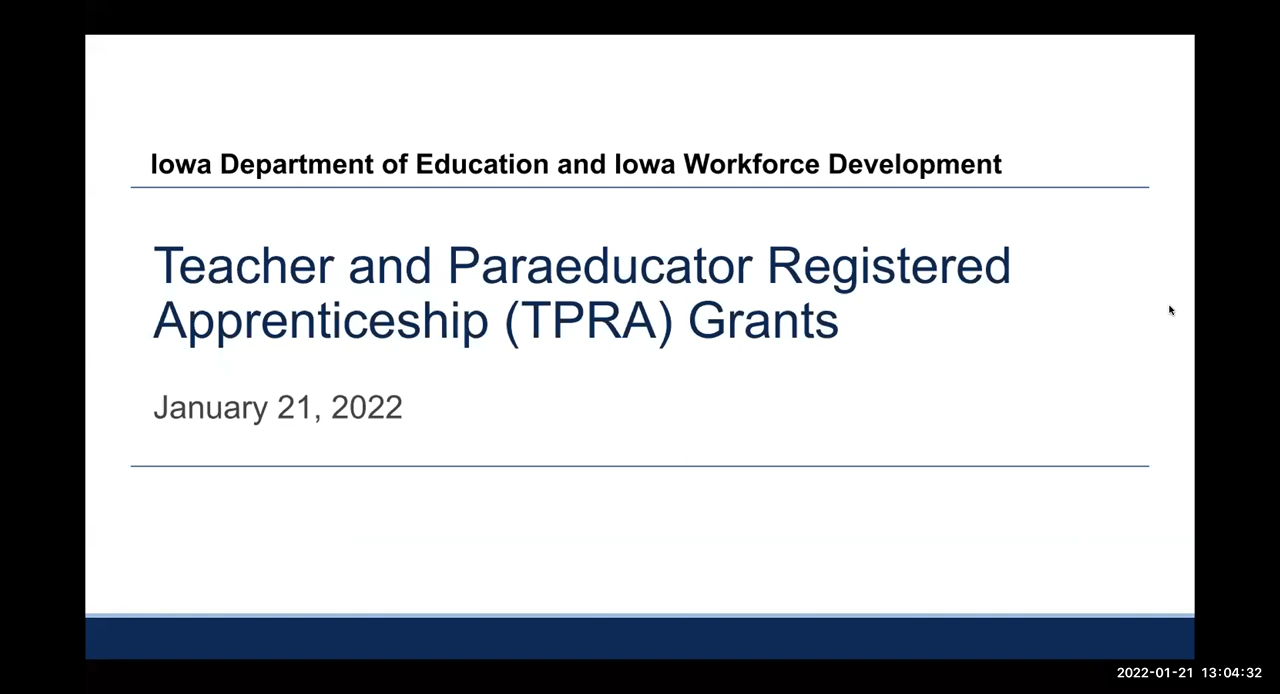 Iowa Department of Education and Iowa Workforce Development
Teacher and Paraeducator Registered
Apprenticeship (TPRA) Grants
January 21, 2022
2022-01-21 13:04:32